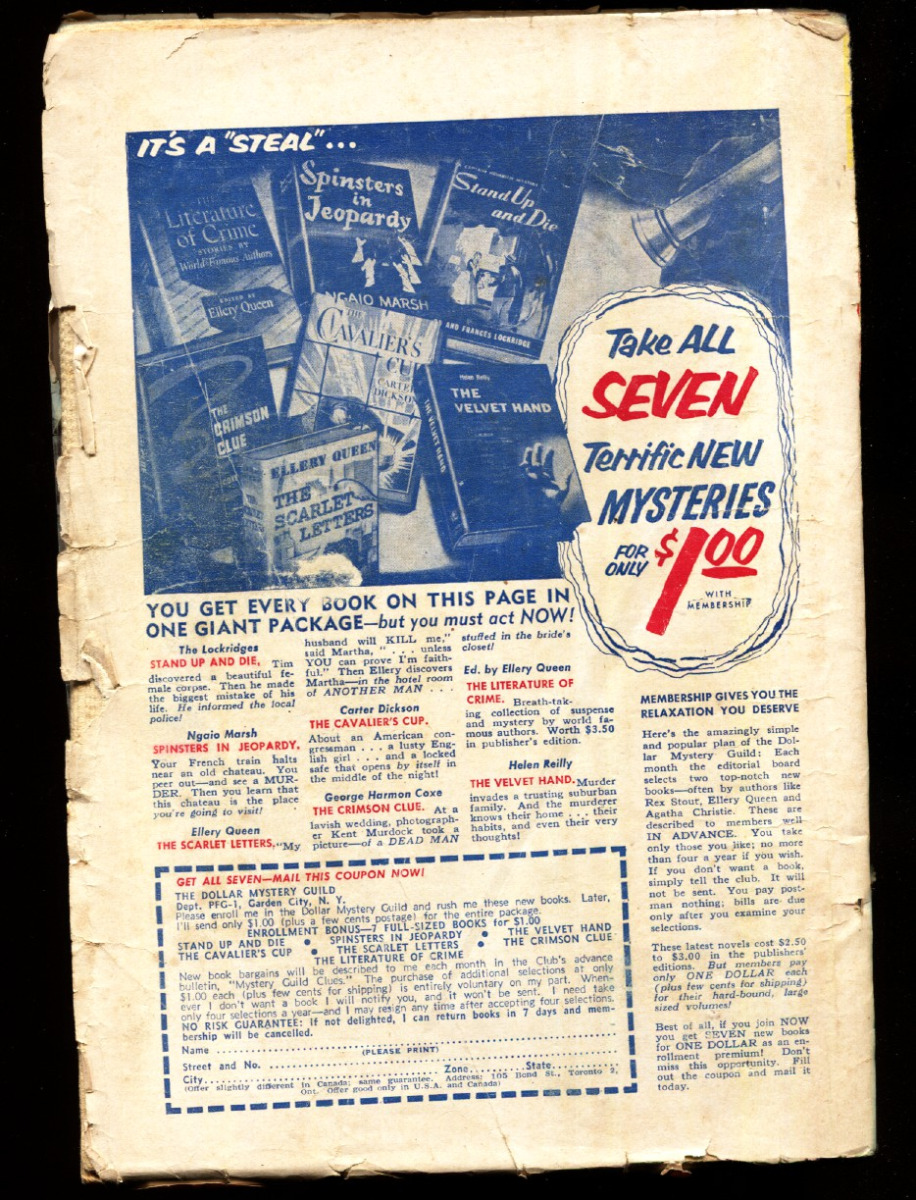 IT'S A "STEAL"...
THE
Literature
of Crime
STORIES BY
World-Famous Authors
EDITED BY
Ellery Queen
Spinsters
in
Jeopardy
NGAIO MARSH
Stand Up
and Die
AND FRANCES LOCKRIDGE
THE
CAVALIER'S
CU
CARTE
DICKSON
THE
CRIMSON
CLUE
Helen Reilly
THE
VELVET HAND
THE VELVET HAND
ELLERY QUEEN
THE
SCARLET
LETTERS
Take ALL
SEVEN
Terrific NEW
MYSTERIES
FOR
ONLY $1.00
WITH
MEMBERSHIP
YOU GET EVERY BOOK ON THIS PAGE IN
ONE GIANT PACKAGE—but you must act NOW!
The Lockridges
STAND UP AND DIE, Tim
discovered a beautiful fe-
male corpse. Then he made
the biggest mistake of his
life. He informed the local
police!
Ngaio Marsh
SPINSTERS IN JEOPARDY.
Your French train halts
near an old chateau. You
peer out—and see a MUR-
DER. Then you learn that
this chateau is the place
you're going to visit!
Ellery Queen
THE SCARLET LETTERS. "My
husband will KILL me,"
said Martha, " . . . unless
YOU can prove I'm faith-
ful." Then Ellery discovers
Martha—in the hotel room
of ANOTHER MAN . . .
Carter Dickson
THE CAVALIER'S CUP.
About an American con-
gressman . . . a lusty Eng-
lish girl . . . and a locked
safe that opens by itself in
the middle of the night!
George Harmon Coxe
THE CRIMSON CLUE. At a
lavish wedding, photograph-
er Kent Murdock took a
picture—of a DEAD MAN
stuffed in the bride's
closet!
Ed. by Ellery Queen
THE LITERATURE OF
CRIME. Breath-tak-
ing collection of suspense
and mystery by world fa-
mous authors. Worth $3.50
in publisher's edition.
Helen Reilly
THE VELVET HAND. Murder
invades a trusting suburban
family. And the murderer
knows their home . . . their
habits, and even their very
thoughts!
MEMBERSHIP GIVES YOU THE
RELAXATION YOU DESERVE
Here's the amazingly simple
and popular plan of the Dol-
lar Mystery Guild: Each
month the editorial board
selects two top-notch new
books—often by authors like
Rex Stout, Ellery Queen and
Agatha Christie. These are
described to members well
IN ADVANCE. You take
only those you like; no more
than four a year if you wish.
If you don't want a book,
simply tell the club. It will
not be sent. You pay post-
man nothing; bills are due
only after you examine your
selections.
These latest novels cost $2.50
to $3.00 in the publishers'
editions. But members pay
only ONE DOLLAR each
(plus few cents for shipping)
for their hard-bound, large
sized volumes!
Best of all, if you join NOW
you get SEVEN new books
for ONE DOLLAR as an en-
rollment premium! Don't
miss this opportunity. Fill
out the coupon and mail it
today.
GET ALL SEVEN—MAIL THIS COUPON NOW!
THE DOLLAR MYSTERY GUILD
Dept. PFG-1, Garden City, N. Y.
Please enroll me in the Dollar Mystery Guild and rush me these new books. Later,
I'll send only $1.00 (plus a few cents postage) for the entire package.
ENROLLMENT BONUS—7 FULL-SIZED BOOKS for $1.00
STAND UP AND DIE • SPINSTERS IN JEOPARDY • THE VELVET HAND
THE CAVALIER'S CUP • THE SCARLET LETTERS • THE CRIMSON CLUE
THE LITERATURE OF CRIME
New book bargains will be described to me each month in the Club's advance
bulletin, "Mystery Guild Clues." The purchase of additional selections at only
$1.00 each (plus few cents for shipping) is entirely voluntary on my part. When-
ever I don't want a book I will notify you, and it won't be sent. I need take
only four selections a year—and I may resign any time after accepting four selections.
NO RISK GUARANTEE: If not delighted, I can return books in 7 days and mem-
bership will be cancelled.
Name
(PLEASE PRINT)
Street and No.
City Zone State
(Offer slightly different in Canada; same guarantee. Address: 105 Bond St., Toronto 2,
Ont. Offer good only in U.S.A. and Canada)